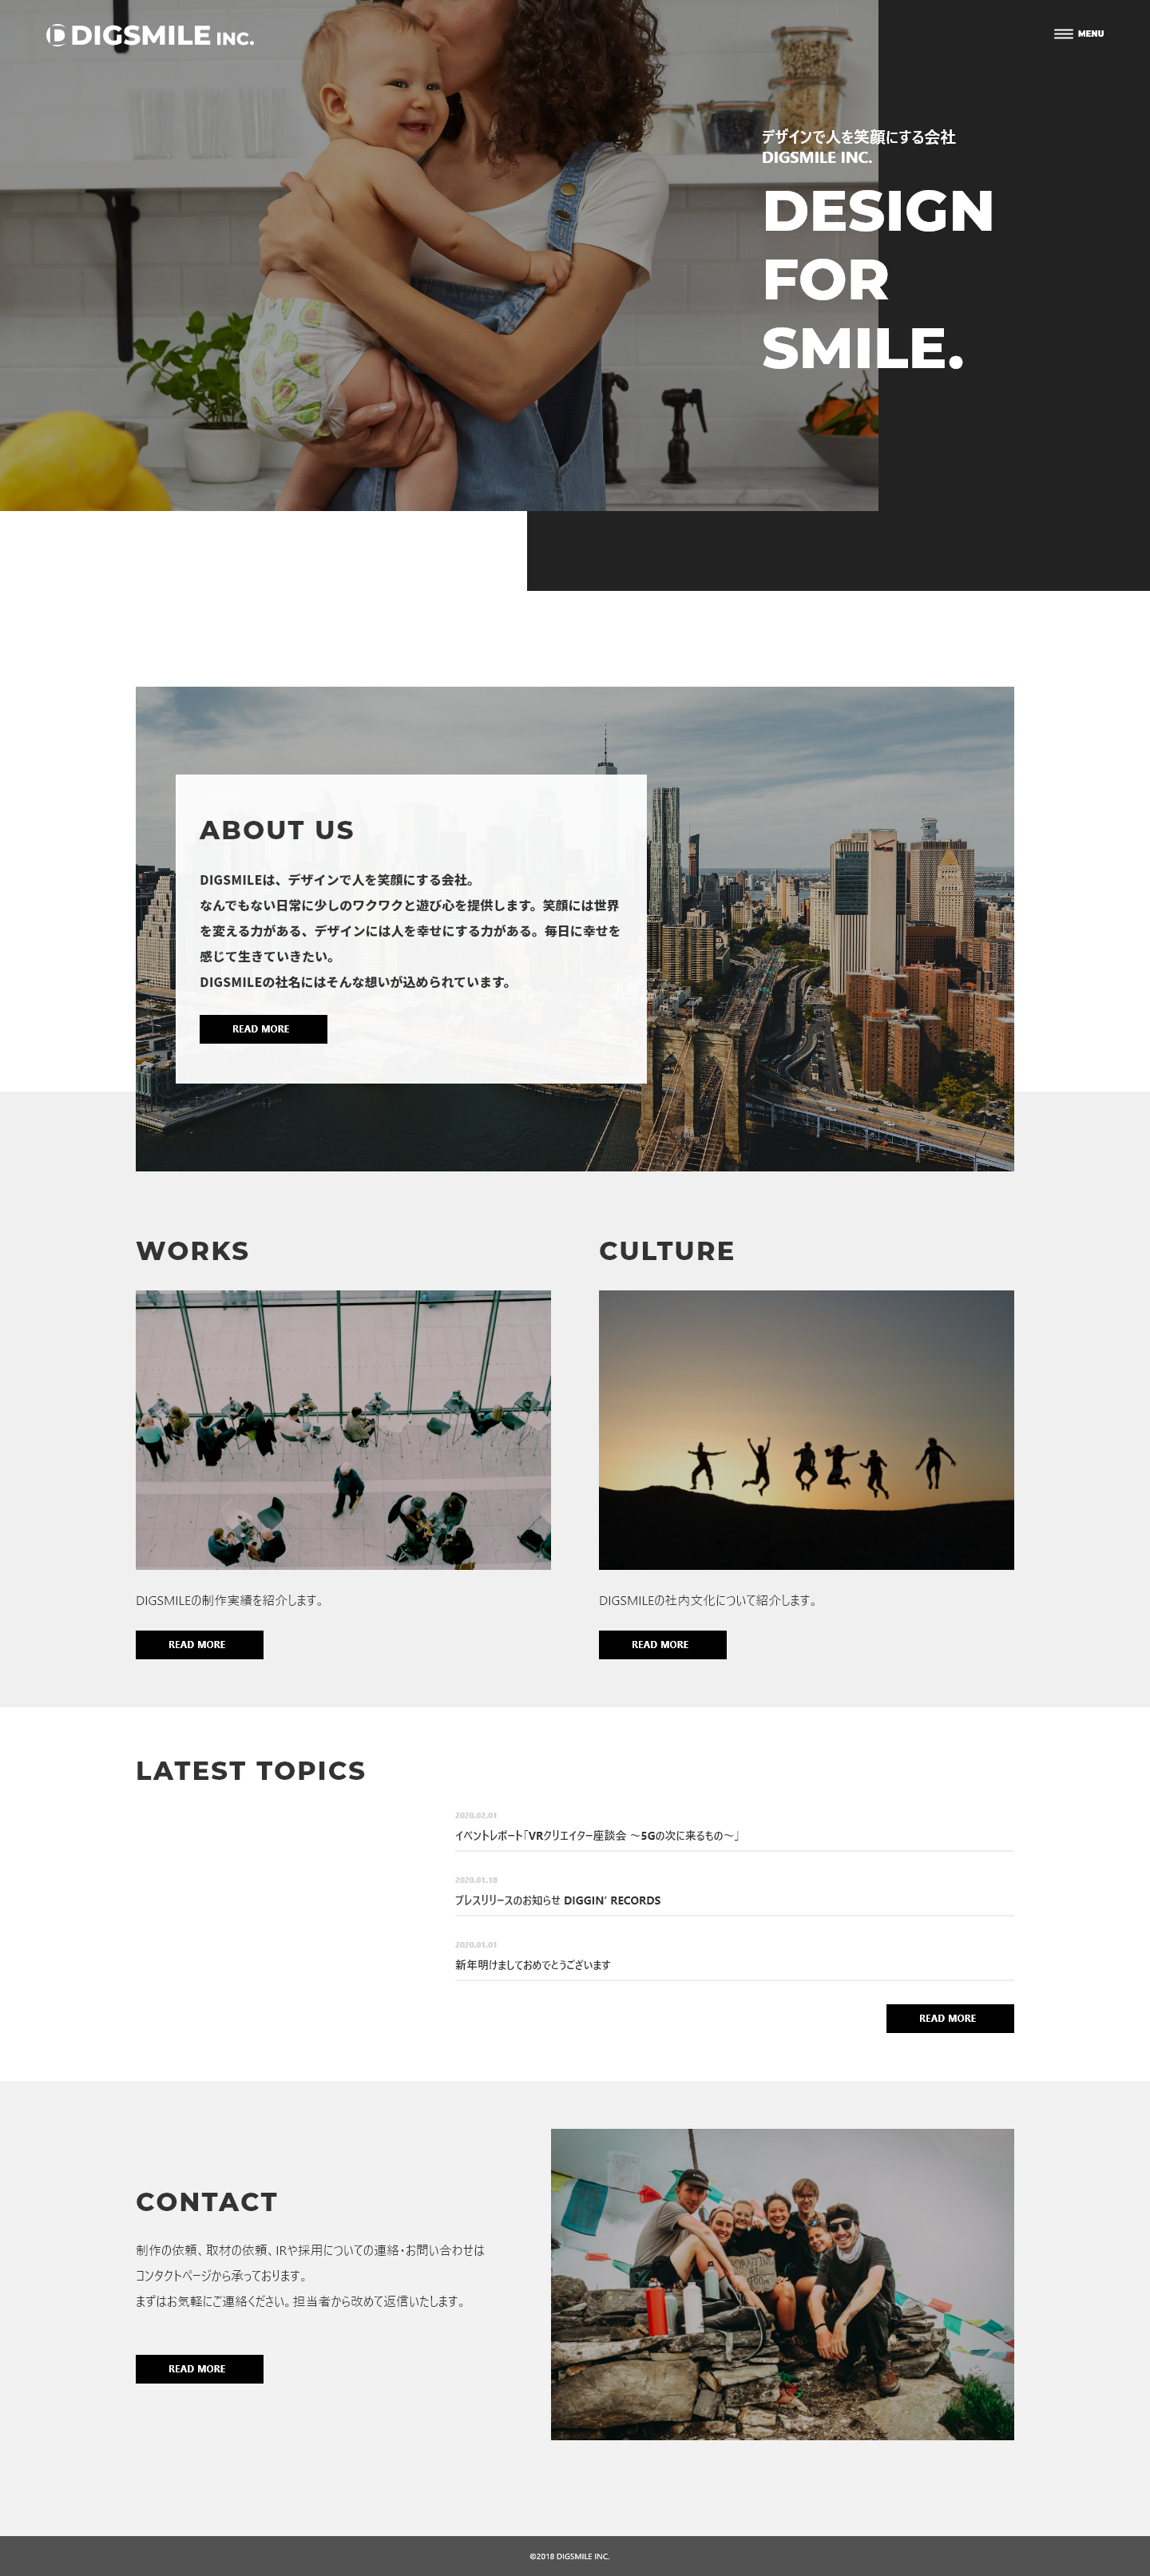 DIGSMILE INC.
MENU
デザインで人を笑顔にする会社
DIGSMILE INC.
DESIGN
FOR
SMILE.
ABOUT US
DIGSMILEは、デザインで人を笑顔にする会社。
なんでもない日常に少しのワクワクと遊び心を提供します。笑顔には世界
を変える力がある、デザインには人を幸せにする力がある。毎日に幸せを
感じて生きていきたい。
DIGSMILEの社名にはそんな想いが込められています。
READ MORE
WORKS
CULTURE
DIGSMILEの制作実績を紹介します。
DIGSMILEの社内文化について紹介します。
READ MORE
READ MORE
LATEST TOPICS
2020.02.01
イベントレポート「VRクリエイター座談会 〜5Gの次に来るもの〜」
2020.01.18
プレスリリースのお知らせ DIGGIN’ RECORDS
2020.01.01
新年明けましておめでとうございます
READ MORE
CONTACT
制作の依頼、取材の依頼、IRや採用についての連絡・お問い合わせは
コンタクトページから承っております。
まずはお気軽にご連絡ください。担当者から改めて返信いたします。
READ MORE
©2018 DIGSMILE INC.